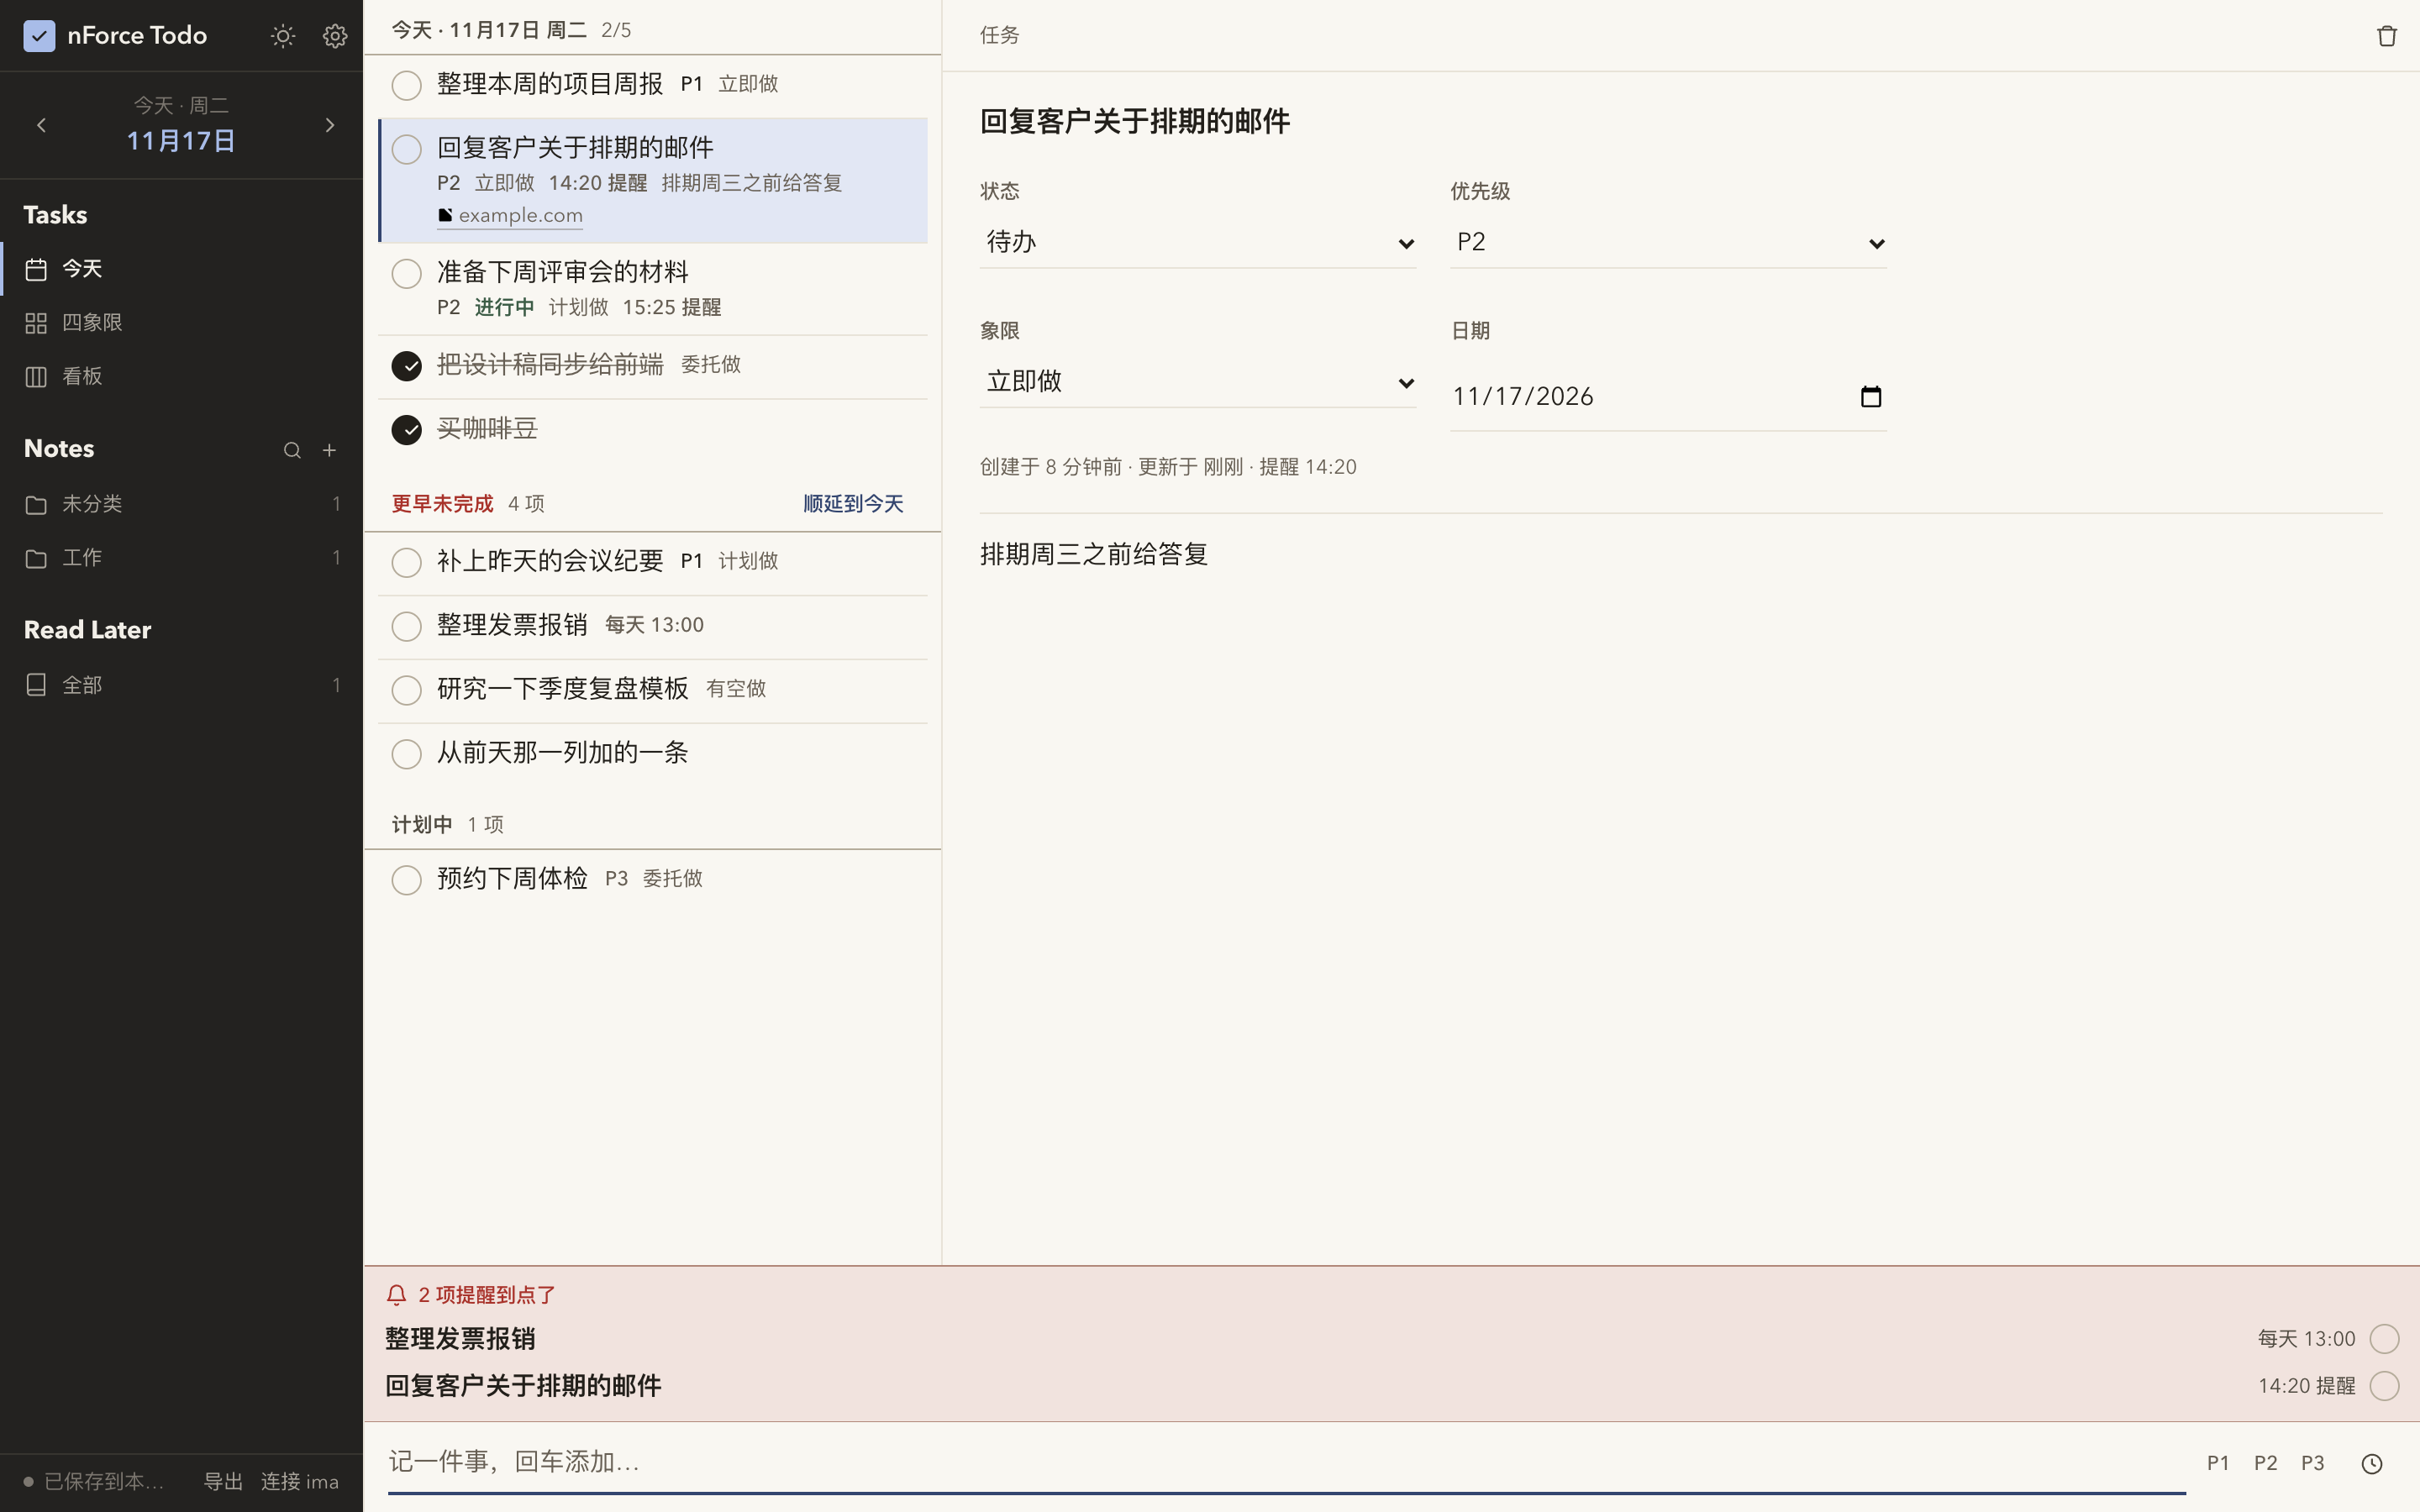 nForce Todo
今天 · 周二
11月17日
Tasks
今天
四象限
看板
Notes
未分类 1
工作 1
Read Later
全部 1
已保存到本… 导出 连接 ima
今天 · 11月17日 周二 2/5
整理本周的项目周报 P1 立即做
回复客户关于排期的邮件
P2 立即做 14:20 提醒 排期周三之前给答复
example.com
准备下周评审会的材料
P2 进行中 计划做 15:25 提醒
把设计稿同步给前端 委托做
买咖啡豆
更早未完成 4 项 顺延到今天
补上昨天的会议纪要 P1 计划做
整理发票报销 每天 13:00
研究一下季度复盘模板 有空做
从前天那一列加的一条
计划中 1 项
预约下周体检 P3 委托做
任务
回复客户关于排期的邮件
状态 优先级
待办 P2
象限 日期
立即做 11/17/2026
创建于 8 分钟前 · 更新于 刚刚 · 提醒 14:20
排期周三之前给答复
2 项提醒到点了
整理发票报销 每天 13:00
回复客户关于排期的邮件 14:20 提醒
记一件事，回车添加… P1 P2 P3